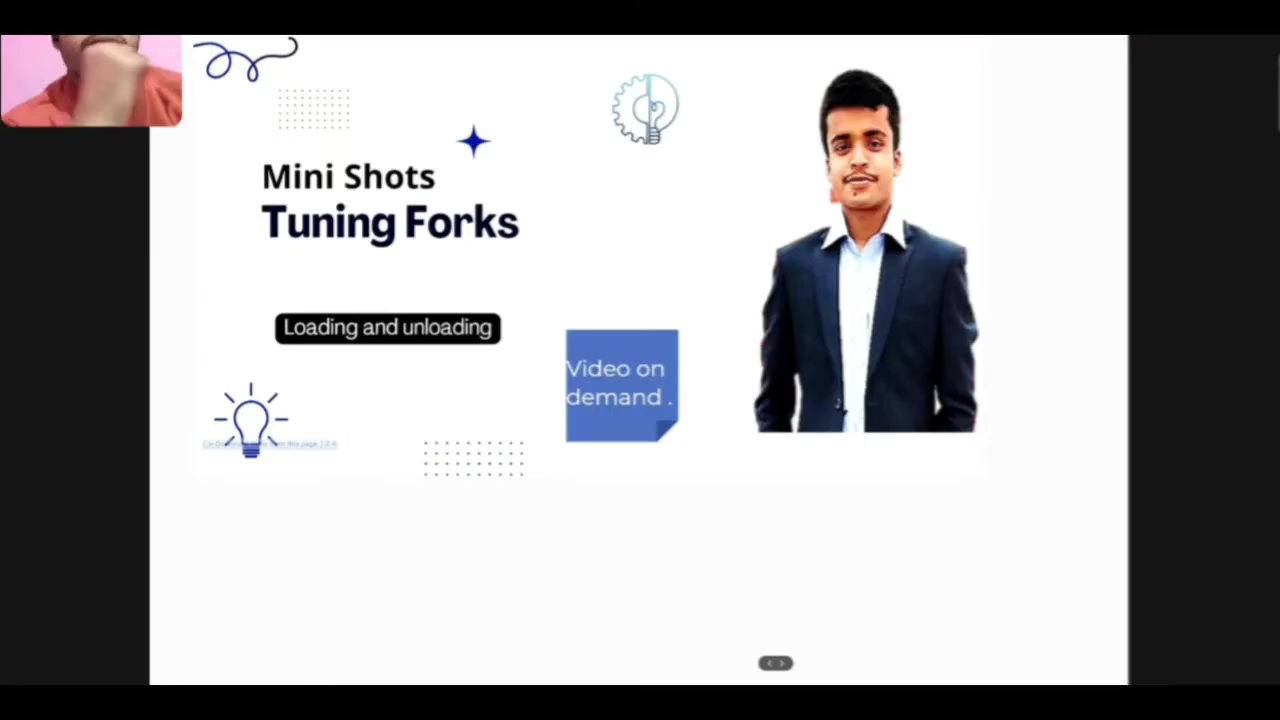 Mini Shots
Tuning Forks
Loading and unloading
Video on
demand .